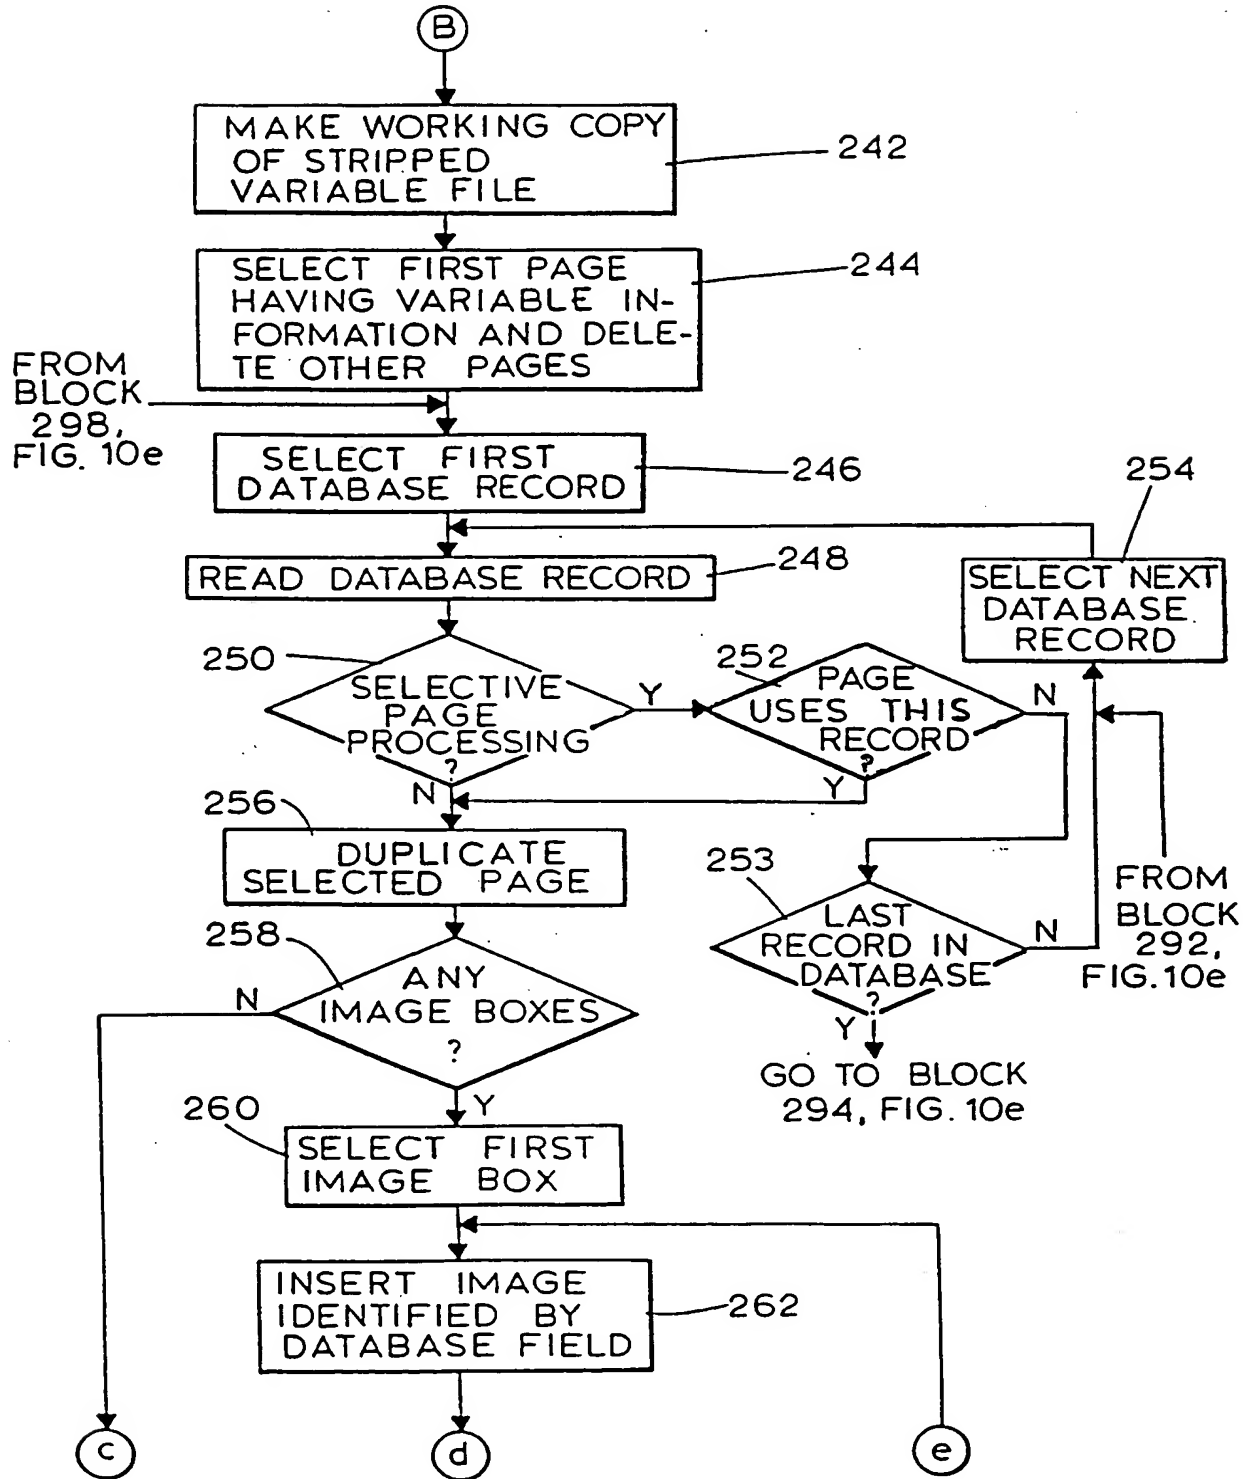 B
MAKE WORKING COPY
OF STRIPPED
VARIABLE FILE
242
SELECT FIRST PAGE
HAVING VARIABLE IN-
FORMATION AND DELE-
TE OTHER PAGES
244
FROM
BLOCK
298,
FIG. 10e
SELECT FIRST
DATABASE RECORD
246
254
READ DATABASE RECORD
248
SELECT NEXT
DATABASE
RECORD
250
SELECTIVE
PAGE
PROCESSING
?
Y
N
252
PAGE
USES THIS
RECORD
?
N
Y
256
DUPLICATE
SELECTED PAGE
253
LAST
RECORD IN
DATABASE
?
N
Y
FROM
BLOCK
292,
FIG. 10e
GO TO BLOCK
294, FIG. 10e
258
ANY
IMAGE BOXES
?
N
Y
260
SELECT FIRST
IMAGE BOX
INSERT IMAGE
IDENTIFIED BY
DATABASE FIELD
262
c
d
e